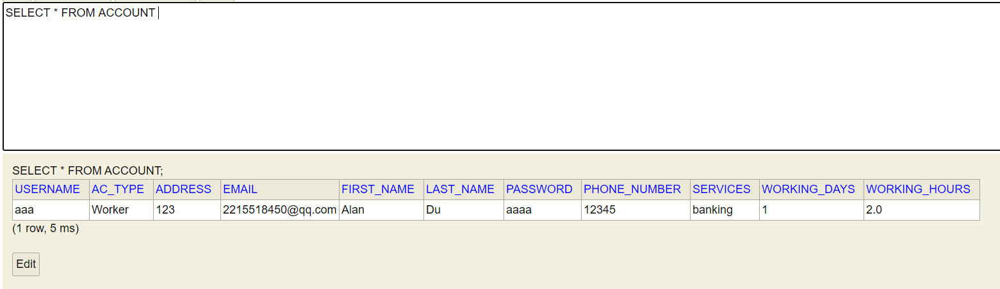 SELECT * FROM ACCOUNT
SELECT * FROM ACCOUNT;
USERNAME AC_TYPE ADDRESS EMAIL FIRST_NAME LAST_NAME PASSWORD PHONE_NUMBER SERVICES WORKING_DAYS WORKING_HOURS
aaa Worker 123 2215518450@qq.com Alan Du aaaa 12345 banking 1 2.0
(1 row, 5 ms)
Edit